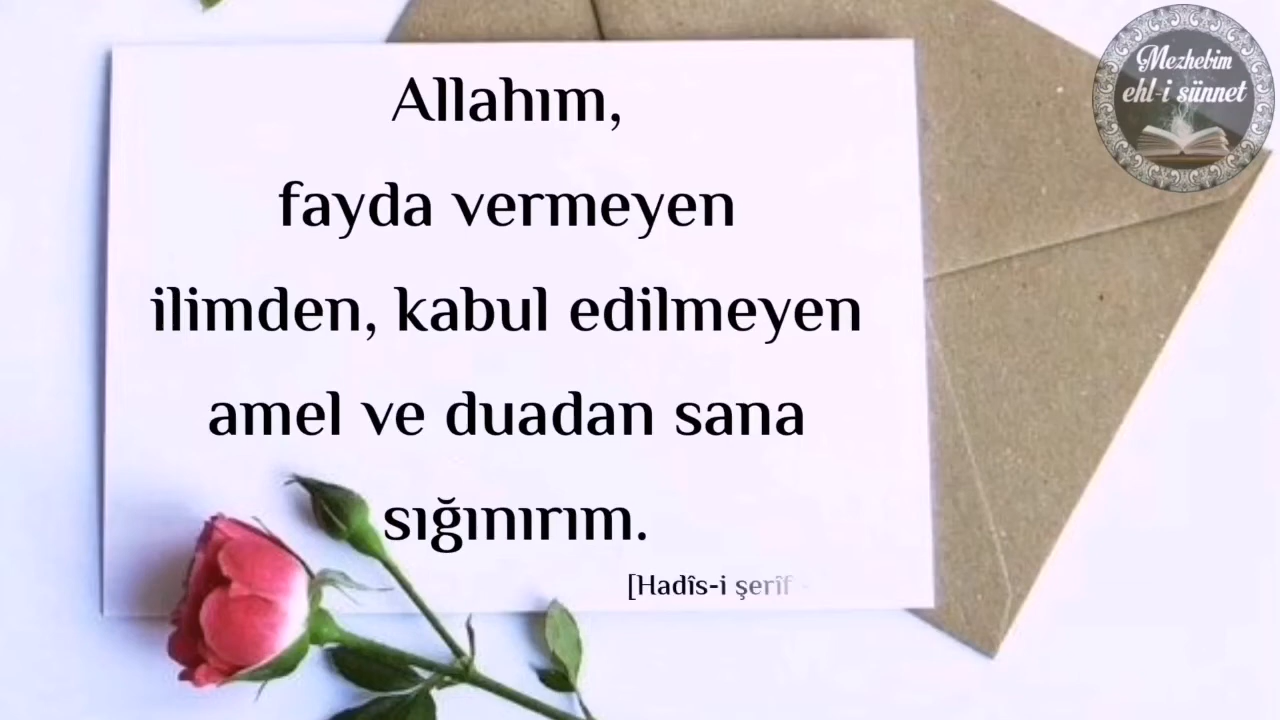 Allahım,
fayda vermeyen
ilimden, kabul edilmeyen
amel ve duadan sana
sığınırım.
[Hadîs-i şerîf -
Mezhebim
ehl-i sünnet